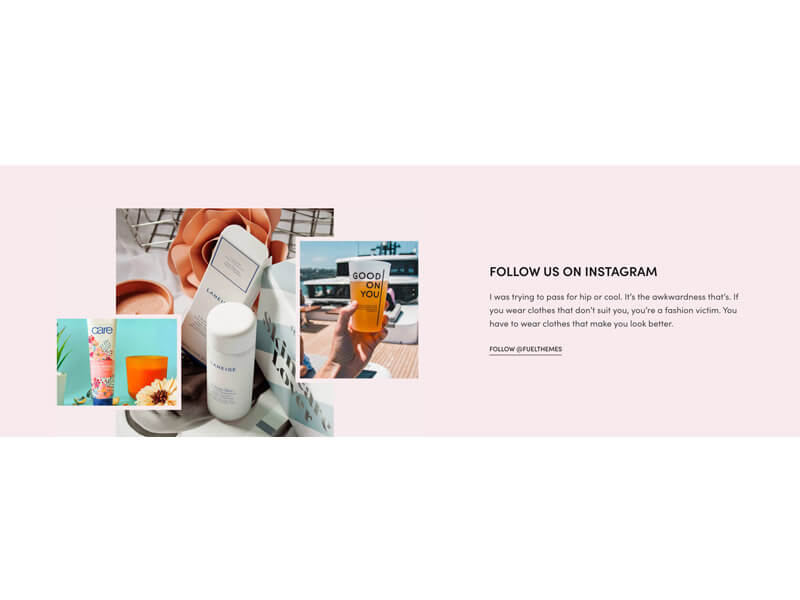 FOLLOW US ON INSTAGRAM
I was trying to pass for hip or cool. It's the awkwardness that's. If
you wear clothes that don't suit you, you're a fashion victim. You
have to wear clothes that make you look better.
FOLLOW @FUELTHEMES
GOOD
ON
YOU
care
LANEIGE
LANEIGE